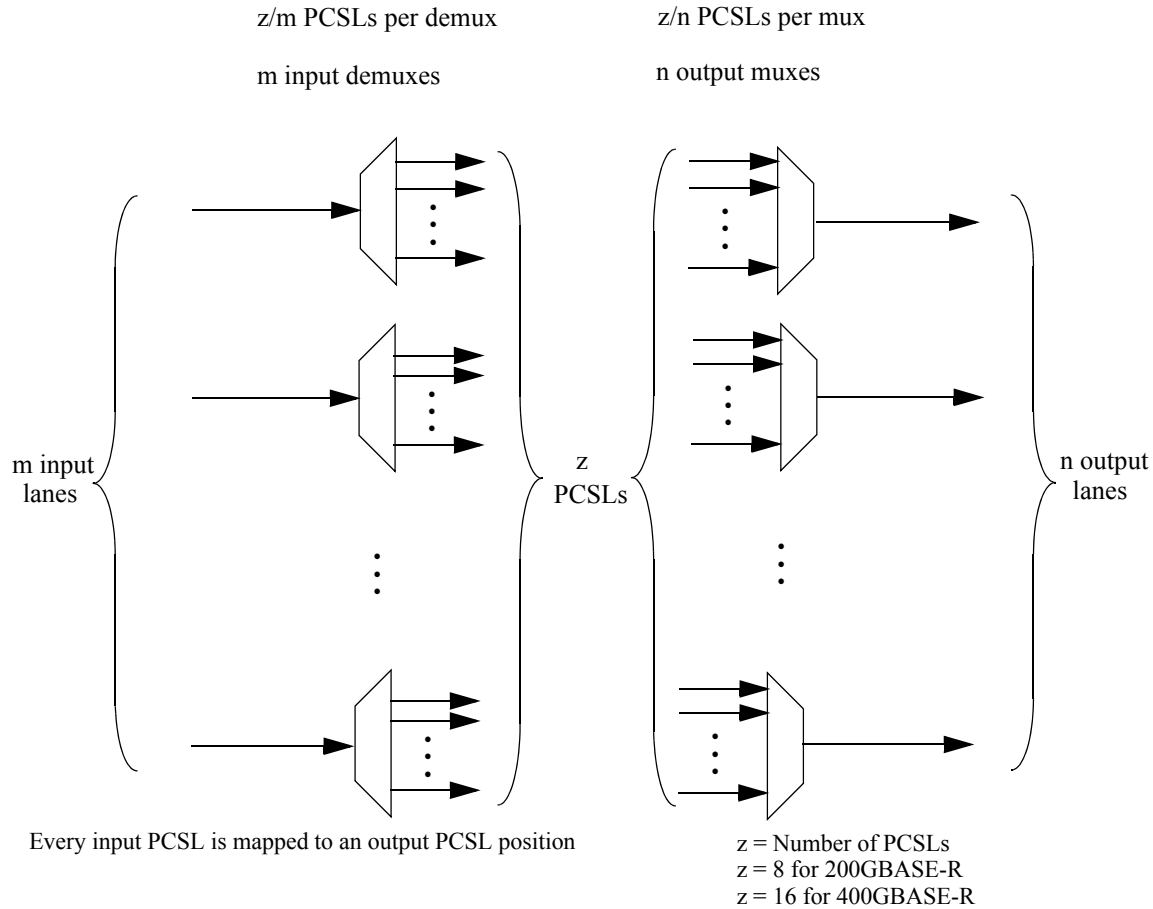 z/m PCSLs per demux
z/n PCSLs per mux
m input demuxes
n output muxes
m input
lanes
z
PCSLs
n output
lanes
Every input PCSL is mapped to an output PCSL position
z = Number of PCSLs
z = 8 for 200GBASE-R
z = 16 for 400GBASE-R